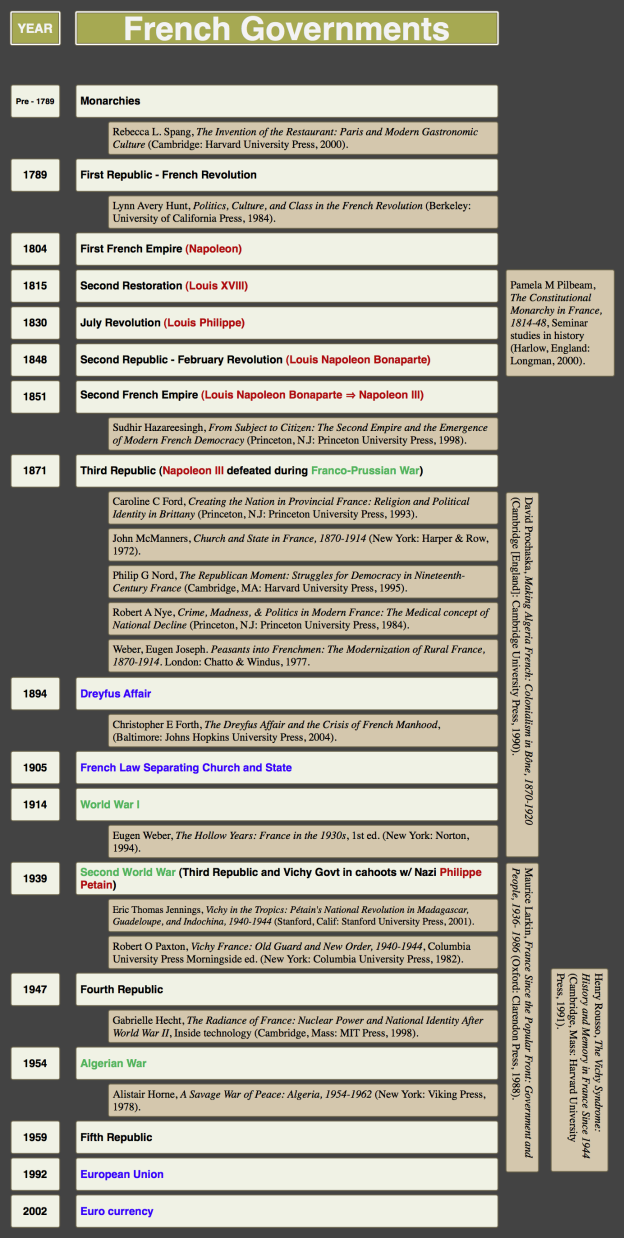 YEAR
French Governments
Pre - 1789
Monarchies
Rebecca L. Spang, The Invention of the Restaurant: Paris and Modern Gastronomic
Culture (Cambridge: Harvard University Press, 2000).
1789
First Republic - French Revolution
Lynn Avery Hunt, Politics, Culture, and Class in the French Revolution (Berkeley:
University of California Press, 1984).
1804
First French Empire (Napoleon)
1815
Second Restoration (Louis XVIII)
1830
July Revolution (Louis Philippe)
1848
Second Republic - February Revolution (Louis Napoleon Bonaparte)
Pamela M Pilbeam,
The Constitutional
Monarchy in France,
1814-48, Seminar
studies in history
(Harlow, England:
Longman, 2000).
1851
Second French Empire (Louis Napoleon Bonaparte ⇒ Napoleon III)
Sudhir Hazareesingh, From Subject to Citizen: The Second Empire and the Emergence
of Modern French Democracy (Princeton, N.J: Princeton University Press, 1998).
1871
Third Republic (Napoleon III defeated during Franco-Prussian War)
Caroline C Ford, Creating the Nation in Provincial France: Religion and Political
Identity in Brittany (Princeton, N.J: Princeton University Press, 1993).
John McManners, Church and State in France, 1870-1914 (New York: Harper & Row,
1972).
Philip G Nord, The Republican Moment: Struggles for Democracy in Nineteenth-
Century France (Cambridge, MA: Harvard University Press, 1995).
Robert A Nye, Crime, Madness, & Politics in Modern France: The Medical concept of
National Decline (Princeton, N.J: Princeton University Press, 1984).
Weber, Eugen Joseph. Peasants into Frenchmen: The Modernization of Rural France,
1870-1914. London: Chatto & Windus, 1977.
David Prochaska, Making Algeria French: Colonialism in Bône, 1870-1920
(Cambridge [England]: Cambridge University Press, 1990).
1894
Dreyfus Affair
Christopher E Forth, The Dreyfus Affair and the Crisis of French Manhood,
(Baltimore: Johns Hopkins University Press, 2004).
1905
French Law Separating Church and State
1914
World War I
Eugen Weber, The Hollow Years: France in the 1930s, 1st ed. (New York: Norton,
1994).
1939
Second World War (Third Republic and Vichy Govt in cahoots w/ Nazi Philippe
Petain)
Eric Thomas Jennings, Vichy in the Tropics: Pétain's National Revolution in Madagascar,
Guadeloupe, and Indochina, 1940-1944 (Stanford, Calif: Stanford University Press, 2001).
Robert O Paxton, Vichy France: Old Guard and New Order, 1940-1944, Columbia
University Press Morningside ed. (New York: Columbia University Press, 1982).
Maurice Larkin, France Since the Popular Front: Government and
People, 1936- 1986 (Oxford: Clarendon Press, 1988).
1947
Fourth Republic
Gabrielle Hecht, The Radiance of France: Nuclear Power and National Identity After
World War II, Inside technology (Cambridge, Mass: MIT Press, 1998).
Henry Rousso, The Vichy Syndrome:
History and Memory in France Since 1944
(Cambridge, Mass: Harvard University
Press, 1991).
1954
Algerian War
Alistair Horne, A Savage War of Peace: Algeria, 1954-1962 (New York: Viking Press,
1978).
1959
Fifth Republic
1992
European Union
2002
Euro currency